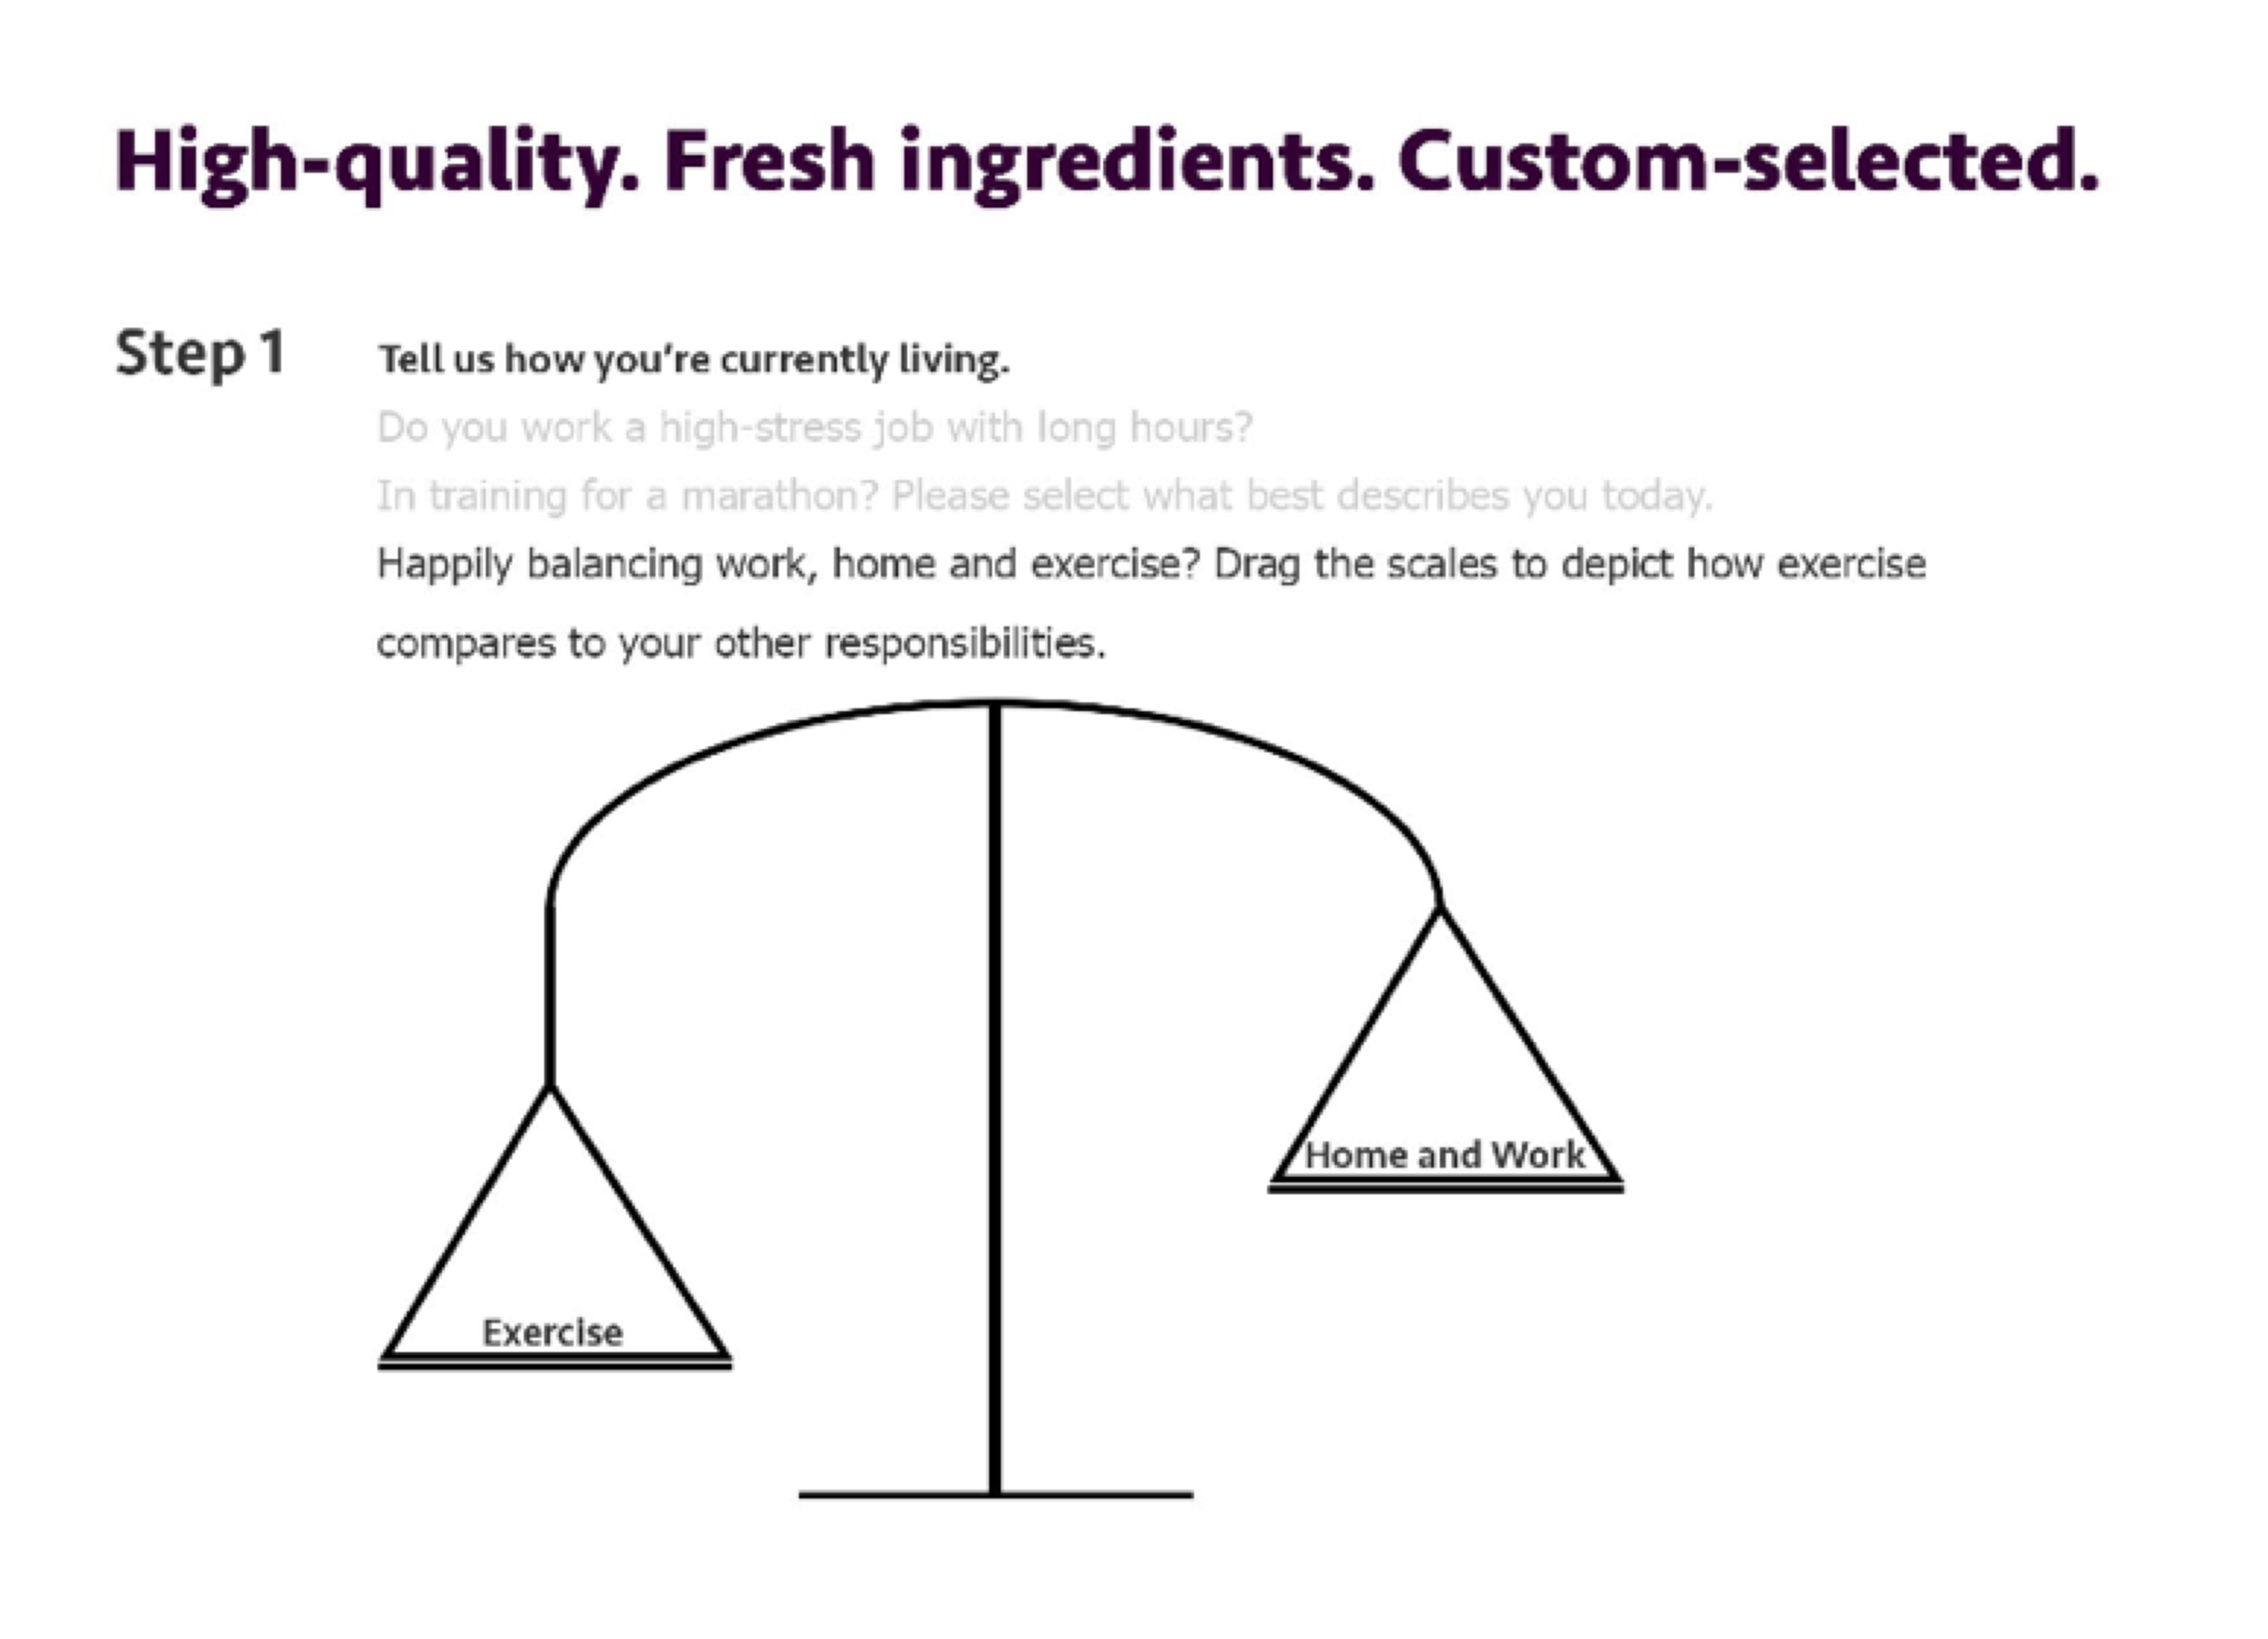 High-quality. Fresh ingredients. Custom-selected.
Step 1
Tell us how you're currently living.
Do you work a high-stress job with long hours?
In training for a marathon? Please select what best describes you today.
Happily balancing work, home and exercise? Drag the scales to depict how exercise
compares to your other responsibilities.
Home and Work
Exercise